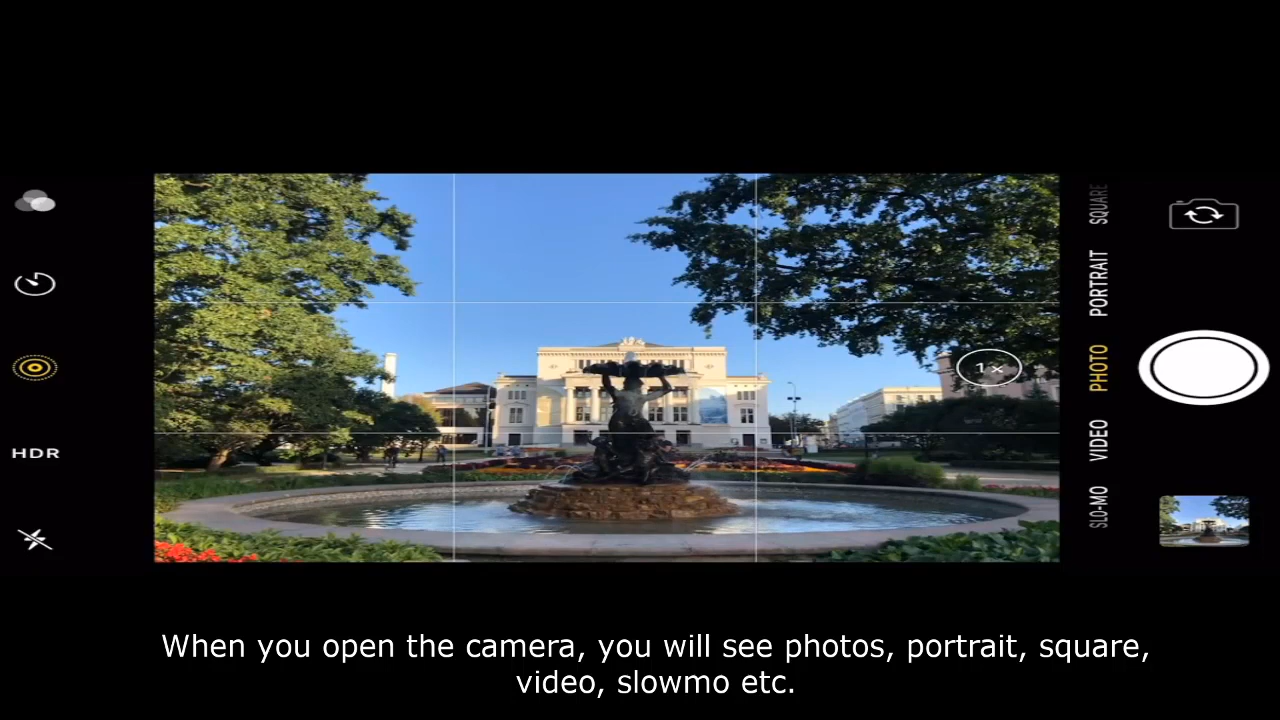 SQUARE
PORTRAIT
1 ×
PHOTO
VIDEO
HDR
SLO-MO
When you open the camera, you will see photos, portrait, square,
video, slowmo etc.